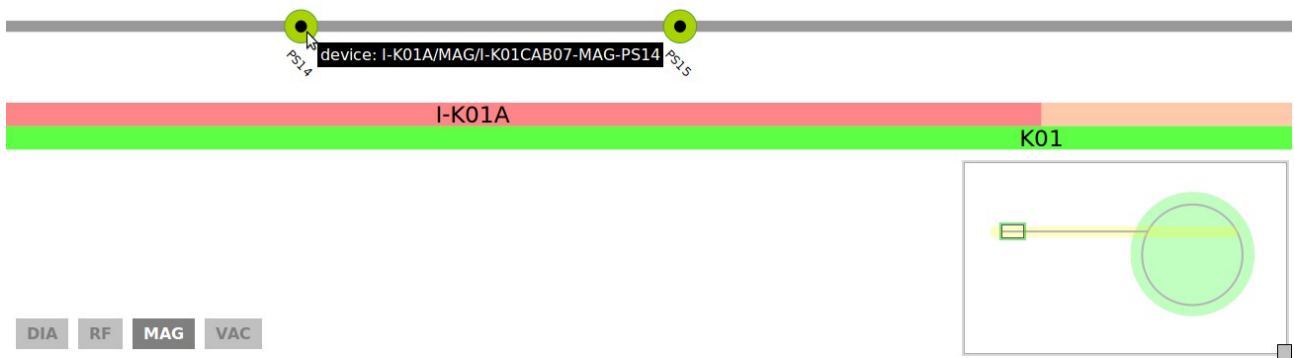 PS14
device: I-K01A/MAG/I-K01CAB07-MAG-PS14
PS15
I-K01A
K01
DIA RF MAG VAC